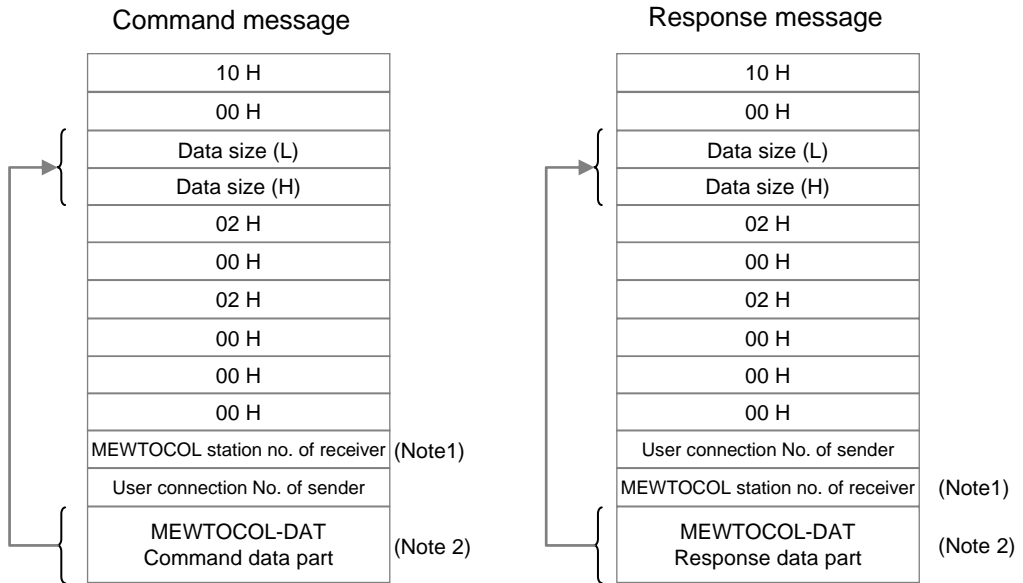 Command message
10 H
00 H
Data size (L)
Data size (H)
02 H
00 H
02 H
00 H
00 H
00 H
MEWTOCOL station no. of receiver (Note1)
User connection No. of sender
MEWTOCOL-DAT
Command data part
(Note 2)
Response message
10 H
00 H
Data size (L)
Data size (H)
02 H
00 H
02 H
00 H
00 H
00 H
User connection No. of sender
MEWTOCOL station no. of receiver (Note1)
MEWTOCOL-DAT
Response data part
(Note 2)